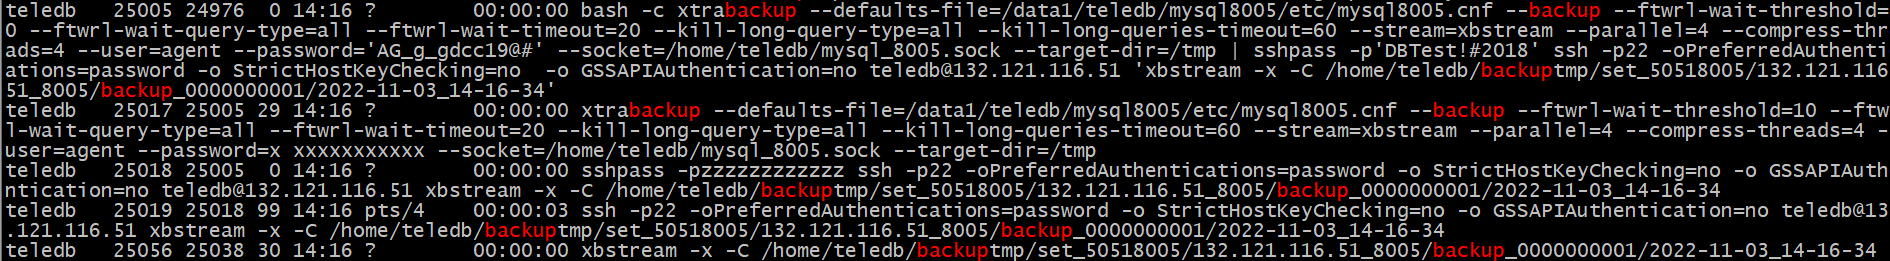 teledb   25005 24976  0 14:16 ?        00:00:00 bash -c xtrabackup --defaults-file=/data1/teledb/mysql8005/etc/mysql8005.cnf --backup --ftwrl-wait-threshold=
0 --ftwrl-wait-query-type=all --ftwrl-wait-timeout=20 --kill-long-query-type=all --kill-long-queries-timeout=60 --stream=xbstream --parallel=4 --compress-thr
ads=4 --user=agent --password='AG_g_gdcc19@#' --socket=/home/teledb/mysql_8005.sock --target-dir=/tmp | sshpass -p'DBTest!#2018' ssh -p22 -oPreferredAuthenti
ations=password -o StrictHostKeyChecking=no  -o GSSAPIAuthentication=no teledb@132.121.116.51 'xbstream -x -C /home/teledb/backuptmp/set_50518005/132.121.116
51_8005/backup_0000000001/2022-11-03_14-16-34'
teledb   25017 25005 29 14:16 ?        00:00:00 xtrabackup --defaults-file=/data1/teledb/mysql8005/etc/mysql8005.cnf --backup --ftwrl-wait-threshold=10 --ftw
l-wait-query-type=all --ftwrl-wait-timeout=20 --kill-long-query-type=all --kill-long-queries-timeout=60 --stream=xbstream --parallel=4 --compress-threads=4 -
user=agent --password=x xxxxxxxxxxx --socket=/home/teledb/mysql_8005.sock --target-dir=/tmp
teledb   25018 25005  0 14:16 ?        00:00:00 sshpass -pzzzzzzzzzzzz ssh -p22 -oPreferredAuthentications=password -o StrictHostKeyChecking=no -o GSSAPIAuth
ntication=no teledb@132.121.116.51 xbstream -x -C /home/teledb/backuptmp/set_50518005/132.121.116.51_8005/backup_0000000001/2022-11-03_14-16-34
teledb   25019 25018 99 14:16 pts/4    00:00:03 ssh -p22 -oPreferredAuthentications=password -o StrictHostKeyChecking=no -o GSSAPIAuthentication=no teledb@13
.121.116.51 xbstream -x -C /home/teledb/backuptmp/set_50518005/132.121.116.51_8005/backup_0000000001/2022-11-03_14-16-34
teledb   25056 25038 30 14:16 ?        00:00:00 xbstream -x -C /home/teledb/backuptmp/set_50518005/132.121.116.51_8005/backup_0000000001/2022-11-03_14-16-34